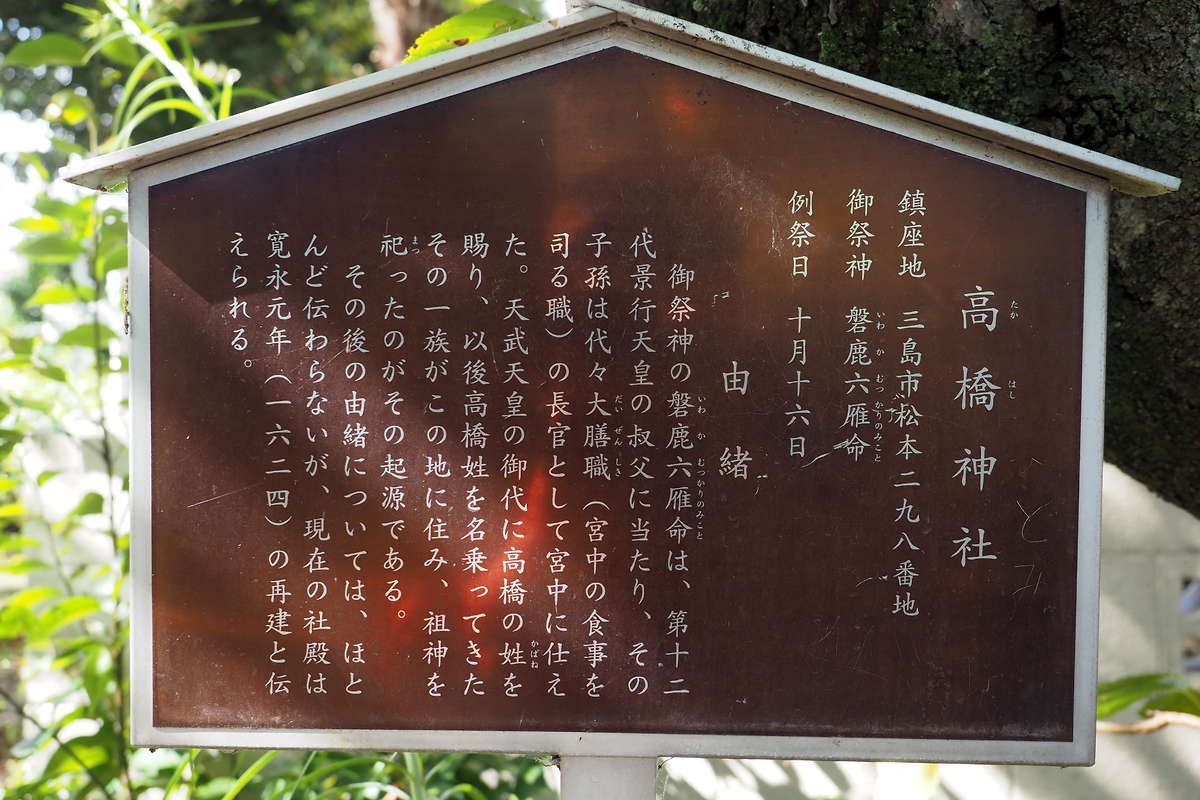 高橋神社
鎮座地 三島市松本二九八番地
御祭神 磐鹿六雁命
例祭日 十月十六日
由緒
御祭神の磐鹿六雁命は、第十二
代景行天皇の叔父に当たり、その
子孫は代々大膳職（宮中の食事を
司る職）の長官として宮中に仕え
た。天武天皇の御代に高橋の姓を
賜り、以後高橋姓を名乗ってきた
その一族がこの地に住み、祖神を
祀ったのがその起源である。
その後の由緒については、ほと
んど伝わらないが、現在の社殿は
寛永元年（一六二四）の再建と伝
えられる。